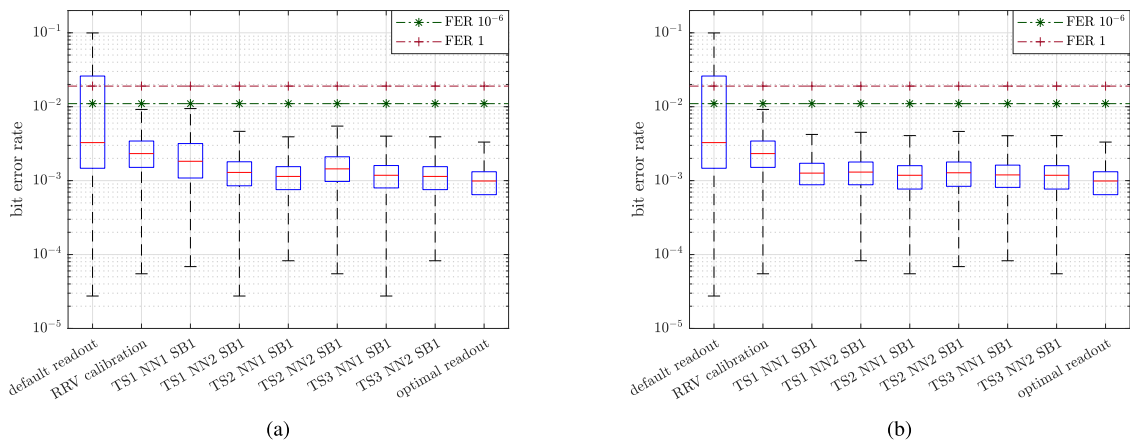 FER 10⁻⁶
FER 1
10⁻¹
10⁻²
10⁻³
10⁻⁴
10⁻⁵
bit error rate
default readout
RRV calibration
TS1 NN1 SB1
TS1 NN2 SB1
TS2 NN1 SB1
TS2 NN2 SB1
TS3 NN1 SB1
TS3 NN2 SB1
optimal readout
(a)
FER 10⁻⁶
FER 1
10⁻¹
10⁻²
10⁻³
10⁻⁴
10⁻⁵
bit error rate
default readout
RRV calibration
TS1 NN1 SB1
TS1 NN2 SB1
TS2 NN1 SB1
TS2 NN2 SB1
TS3 NN1 SB1
TS3 NN2 SB1
optimal readout
(b)